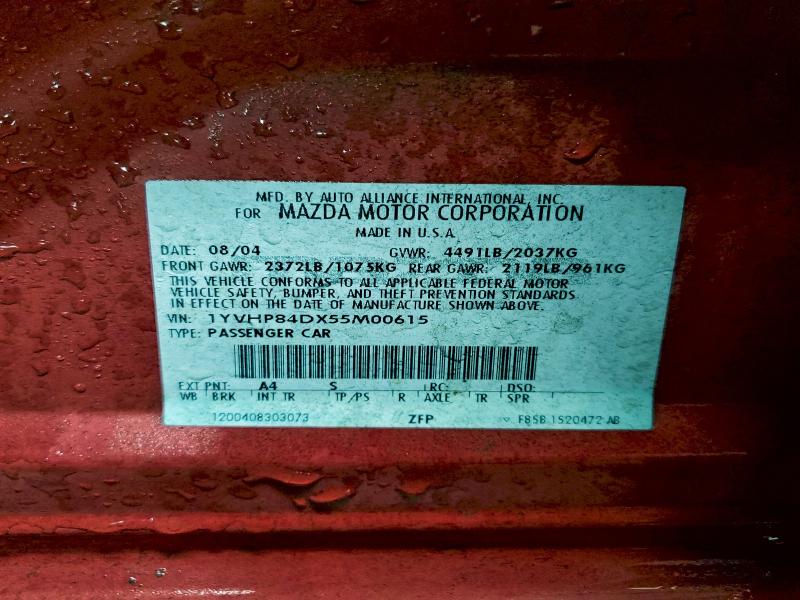 MFD. BY AUTO ALLIANCE INTERNATIONAL, INC.
FOR MAZDA MOTOR CORPORATION
MADE IN U.S.A.
DATE: 08/04 GVWR: 4491LB/2037KG
FRONT GAWR: 2372LB/1075KG REAR GAWR: 2119LB/961KG
THIS VEHICLE CONFORMS TO ALL APPLICABLE FEDERAL MOTOR
VEHICLE SAFETY, BUMPER, AND THEFT PREVENTION STANDARDS
IN EFFECT ON THE DATE OF MANUFACTURE SHOWN ABOVE.
VIN: 1YVHP84DX55M00615
TYPE: PASSENGER CAR
EXT PNT: A4 S RC: DSO:
WB BRK INT TR TP/PS R AXLE TR SPR
1200408303073 ZFP F85B 1520472 AB